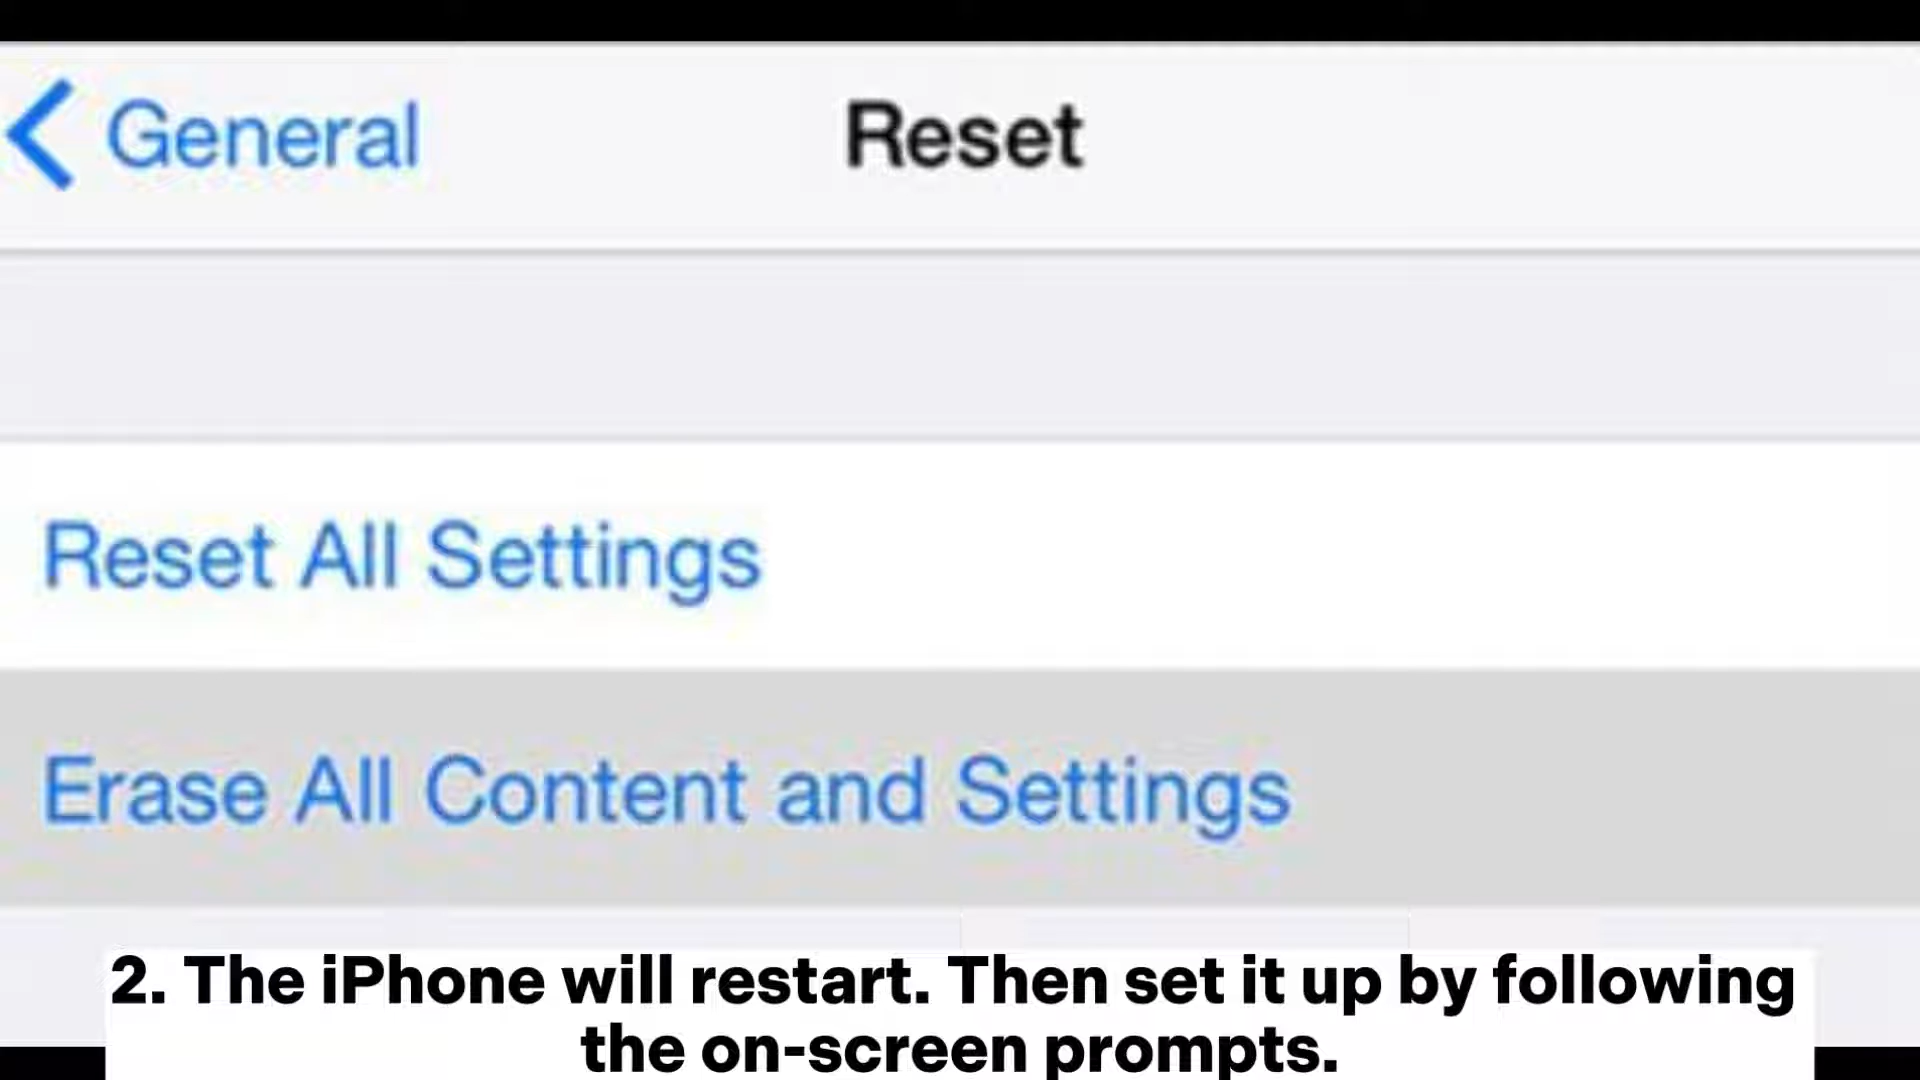 General
Reset
Reset All Settings
Erase All Content and Settings
2. The iPhone will restart. Then set it up by following
the on-screen prompts.